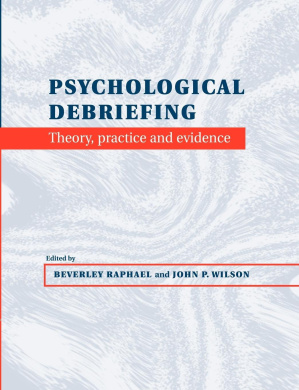 PSYCHOLOGICAL
DEBRIEFING
Theory, practice and evidence
Edited by
BEVERLEY RAPHAEL and JOHN P. WILSON